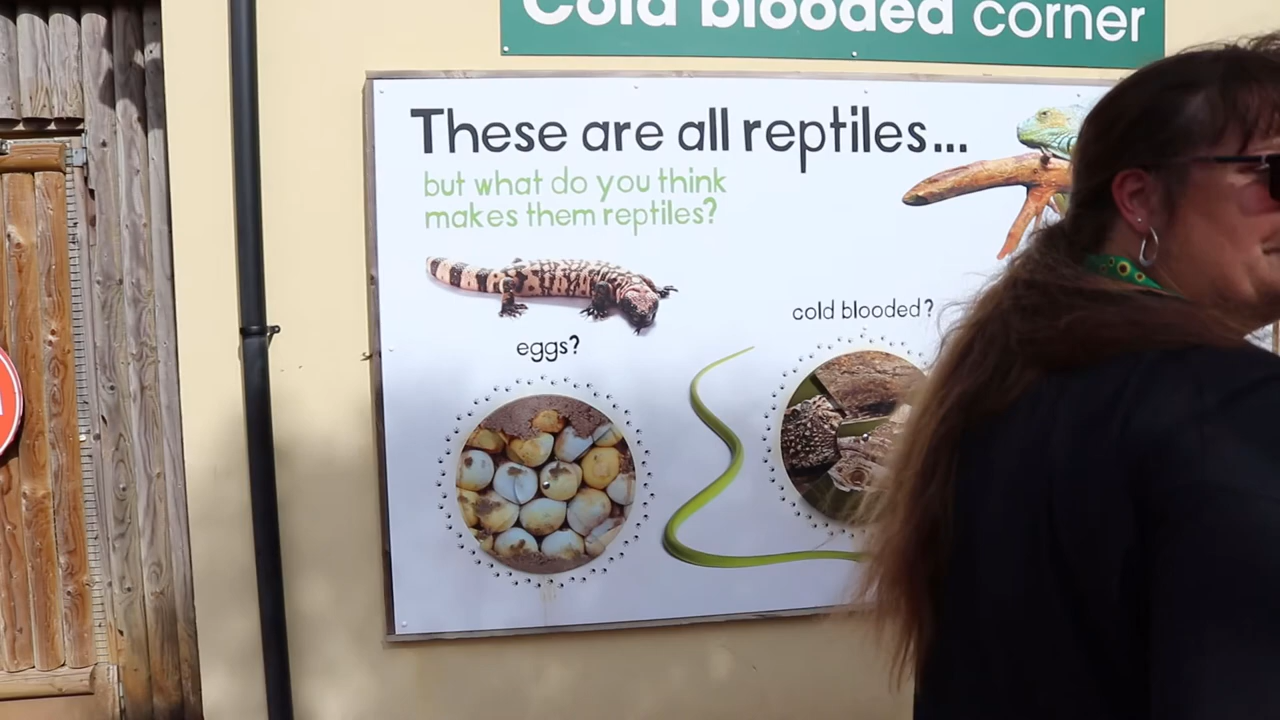 Cold blooded corner
These are all reptiles...
but what do you think
makes them reptiles?
cold blooded?
eggs?